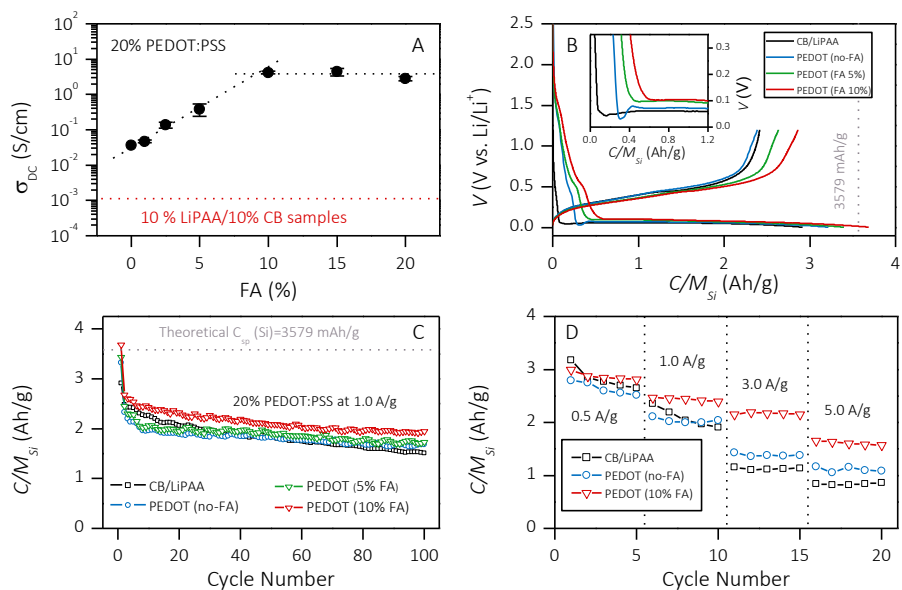 20% PEDOT:PSS
A
10² 10¹ 10⁰ 10⁻¹ 10⁻² 10⁻³ 10⁻⁴
σDC (S/cm)
10 % LiPAA/10% CB samples
0 5 10 15 20
FA (%)
B
2.5 2.0 1.5 1.0 0.5 0.0
V (V vs. Li/Li⁺)
0.3 0.2 0.1 0.0
V (V)
0.0 0.4 0.8 1.2
C/MSi (Ah/g)
CB/LiPAA
PEDOT (no-FA)
PEDOT (FA 5%)
PEDOT (FA 10%)
3579 mAh/g
0 1 2 3 4
C/MSi (Ah/g)
C
4 3 2 1 0
C/MSi (Ah/g)
Theoretical Csp (Si)=3579 mAh/g
20% PEDOT:PSS at 1.0 A/g
CB/LiPAA
PEDOT (no-FA)
PEDOT (5% FA)
PEDOT (10% FA)
0 20 40 60 80 100
Cycle Number
D
4 3 2 1 0
C/MSi (Ah/g)
0.5 A/g
1.0 A/g
3.0 A/g
5.0 A/g
CB/LiPAA
PEDOT (no-FA)
PEDOT (10% FA)
0 5 10 15 20
Cycle Number